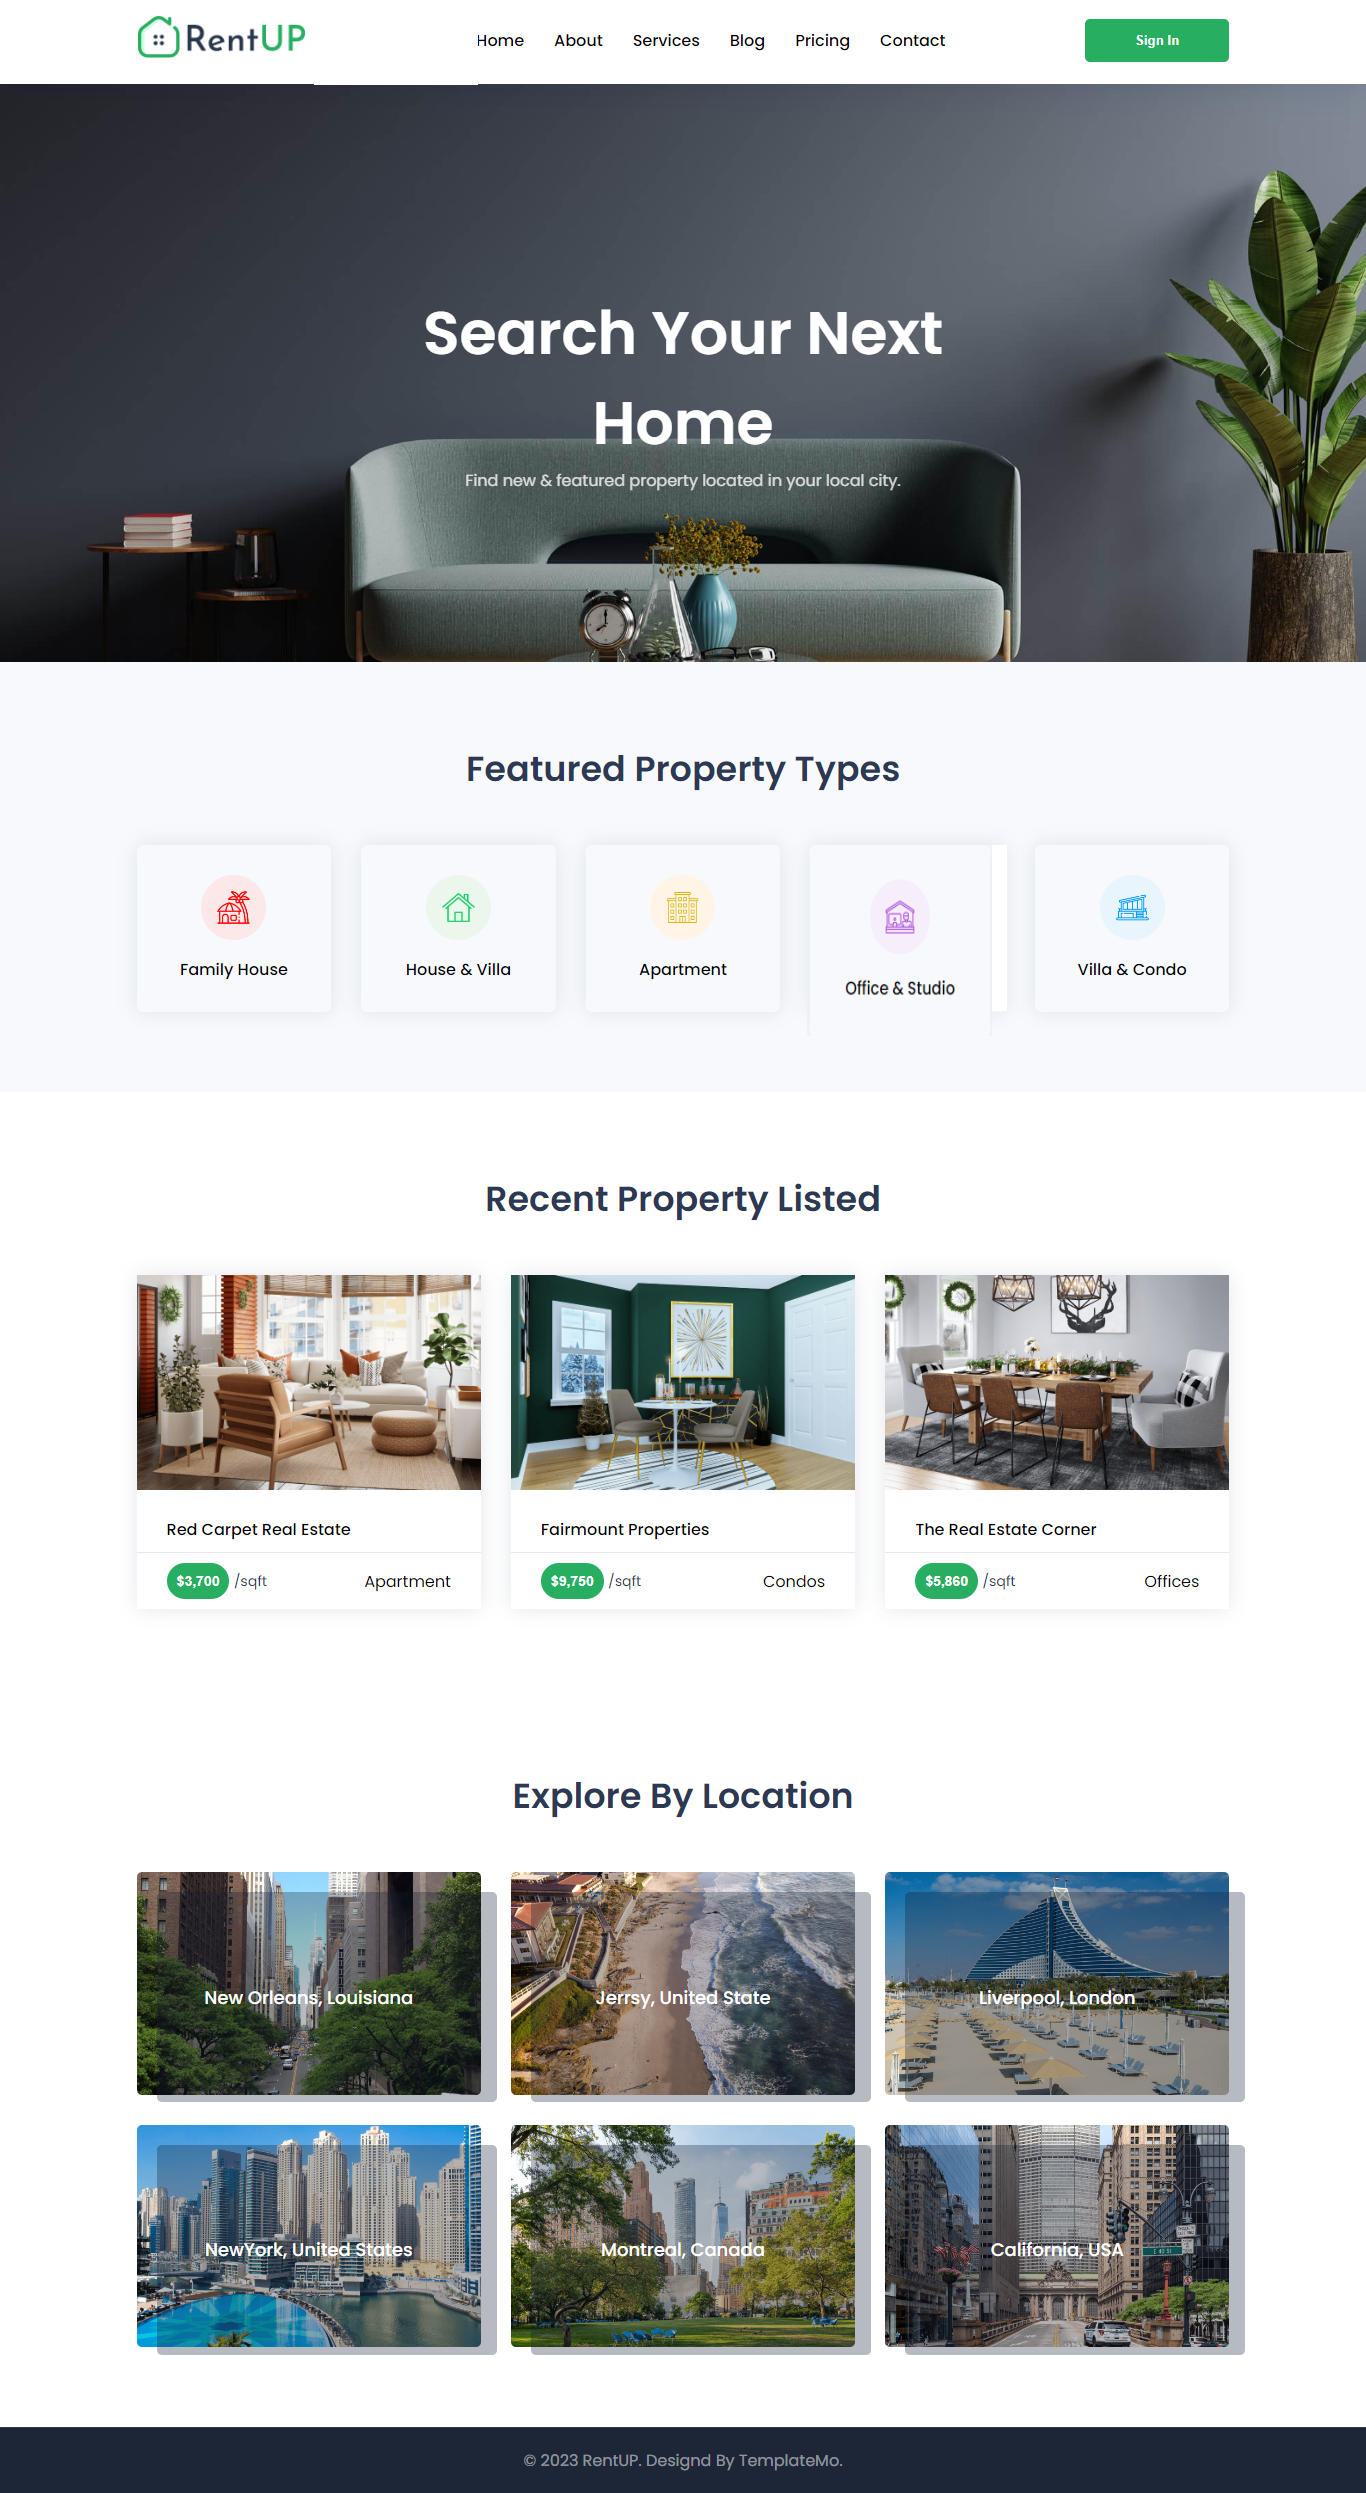 RentUP
Home About Services Blog Pricing Contact
Sign In
Search Your Next
Home
Find new & featured property located in your local city.
Featured Property Types
Family House
House & Villa
Apartment
Office & Studio
Villa & Condo
Recent Property Listed
Red Carpet Real Estate
$3,700 /sqft Apartment
Fairmount Properties
$9,750 /sqft Condos
The Real Estate Corner
$5,860 /sqft Offices
Explore By Location
New Orleans, Louisiana
Jerrsy, United State
Liverpool, London
NewYork, United States
Montreal, Canada
California, USA
© 2023 RentUP. Designd By TemplateMo.